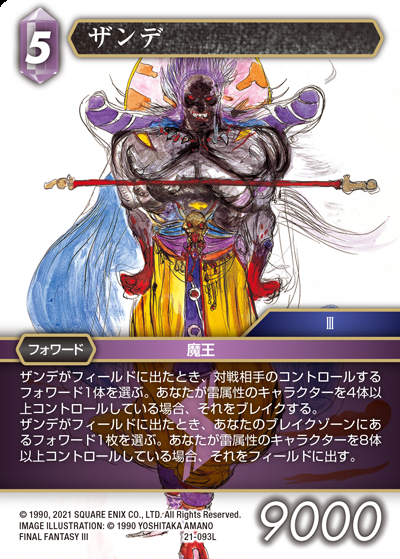 5
ザンデ
III
フォワード
魔王
ザンデがフィールドに出たとき、対戦相手のコントロールする
フォワード1体を選ぶ。あなたが雷属性のキャラクターを4体以
上コントロールしている場合、それをブレイクする。
ザンデがフィールドに出たとき、あなたのブレイクゾーンにあ
るフォワード1枚を選ぶ。あなたが雷属性のキャラクターを8体
以上コントロールしている場合、それをフィールドに出す。
© 1990, 2021 SQUARE ENIX CO., LTD. All Rights Reserved.
IMAGE ILLUSTRATION: © 1990 YOSHITAKA AMANO
FINAL FANTASY III
21-093L
9000